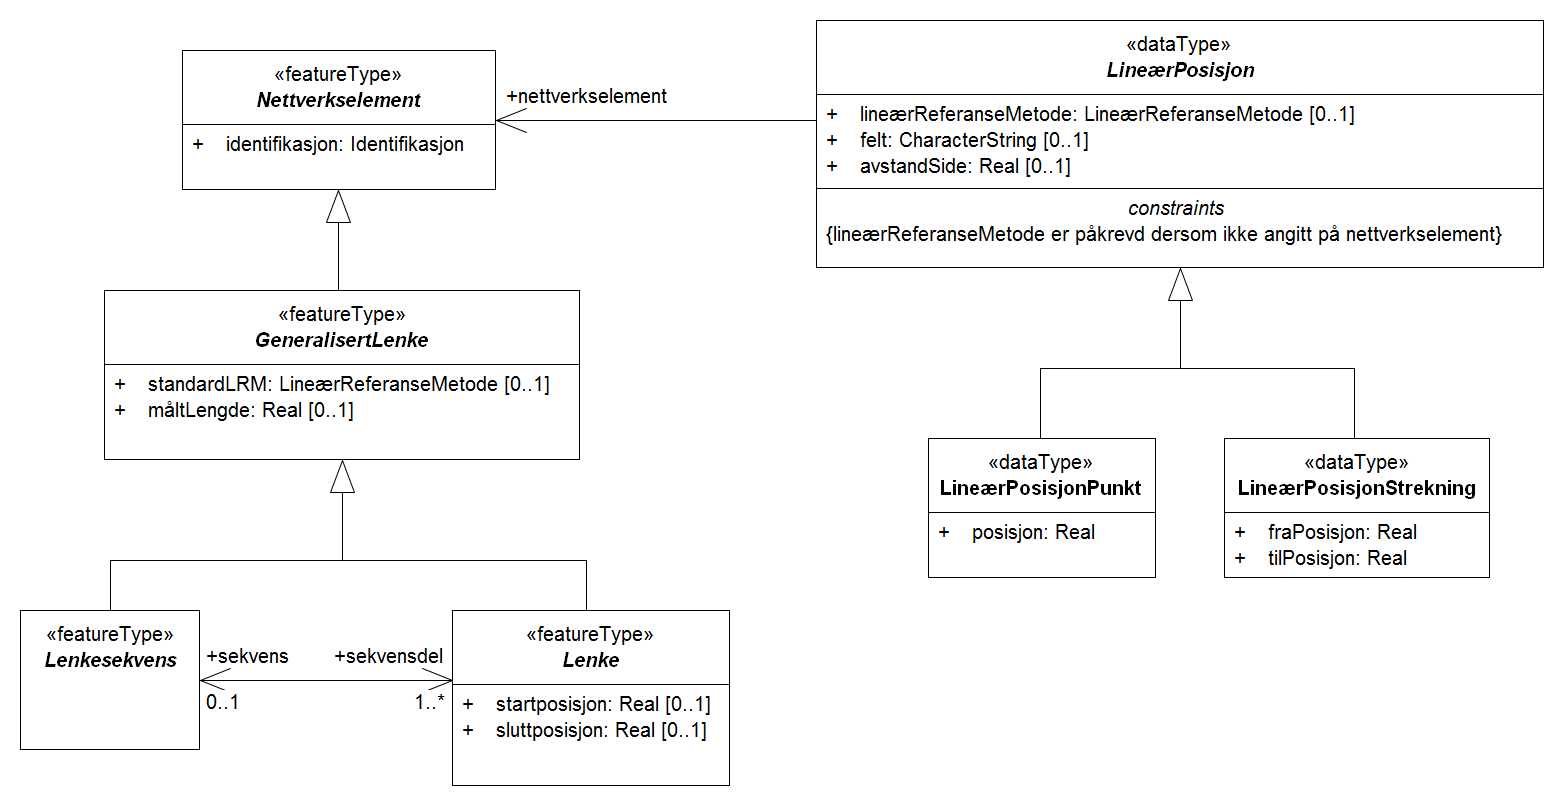 «featureType»
Nettverkselement
+ identifikasjon: Identifikasjon
+nettverkselement
«dataType»
LineærPosisjon
+ lineærReferanseMetode: LineærReferanseMetode [0..1]
+ felt: CharacterString [0..1]
+ avstandSide: Real [0..1]
constraints
{lineærReferanseMetode er påkrevd dersom ikke angitt på nettverkselement}
«featureType»
GeneralisertLenke
+ standardLRM: LineærReferanseMetode [0..1]
+ måltLengde: Real [0..1]
«dataType»
LineærPosisjonPunkt
+ posisjon: Real
«dataType»
LineærPosisjonStrekning
+ fraPosisjon: Real
+ tilPosisjon: Real
«featureType»
Lenkesekvens
+sekvens
0..1
+sekvensdel
1..*
«featureType»
Lenke
+ startposisjon: Real [0..1]
+ sluttposisjon: Real [0..1]